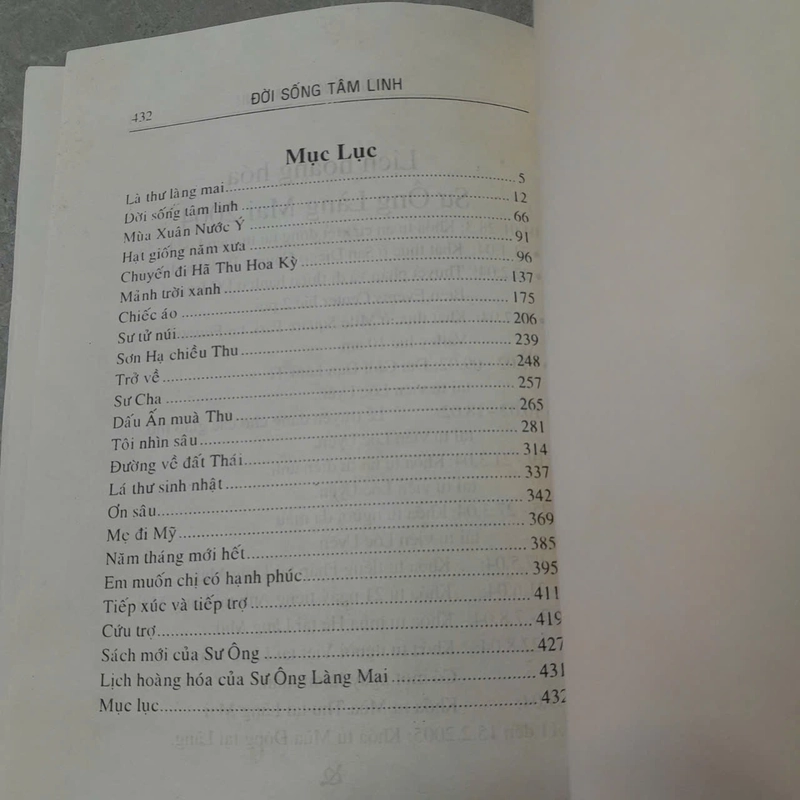 432 ĐỜI SỐNG TÂM LINH
Mục Lục
Là thư làng mai 5
Đời sống tâm linh 12
Mùa Xuân Nước Ý 66
Hạt giống năm xưa 91
Chuyến đi Hã Thu Hoa Kỳ 96
Mảnh trời xanh 137
Chiếc áo 175
Sư tử núi 206
Sơn Hạ chiều Thu 239
Trở về 248
Sư Cha 257
Dấu Ấn muà Thu 265
Tôi nhìn sâu 281
Đường về đất Thái 314
Lá thư sinh nhật 337
Ơn sâu 342
Mẹ đi Mỹ 369
Năm tháng mới hết 385
Em muốn chị có hạnh phúc 395
Tiếp xúc và tiếp trợ 411
Cứu trợ 419
Sách mới của Sư Ông 427
Lịch hoàng hóa của Sư Ông Làng Mai 431
Mục lục 432